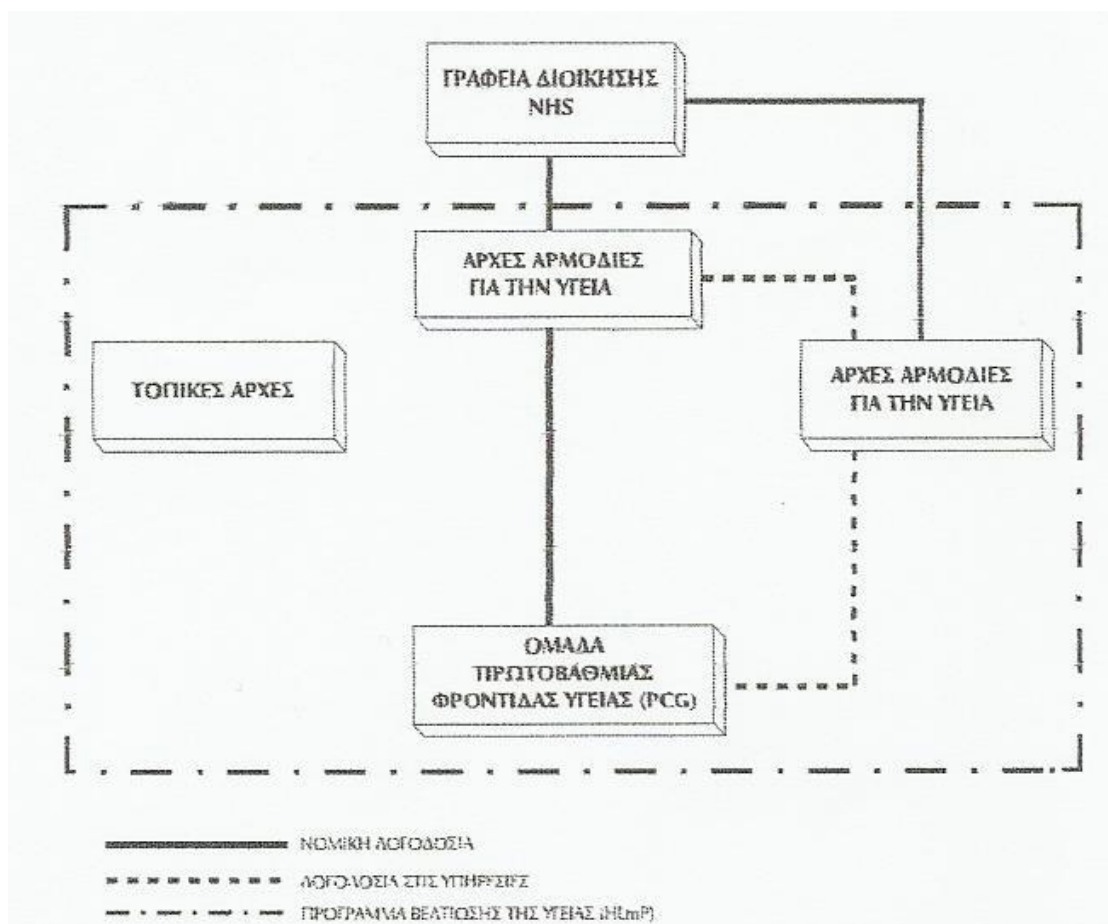 ΓΡΑΦΕΙΑ ΔΙΟΙΚΗΣΗΣ
NHS
ΑΡΧΕΣ ΑΡΜΟΔΙΕΣ
ΓΙΑ ΤΗΝ ΥΓΕΙΑ
ΤΟΠΙΚΕΣ ΑΡΧΕΣ
ΑΡΧΕΣ ΑΡΜΟΔΙΕΣ
ΓΙΑ ΤΗΝ ΥΓΕΙΑ
ΟΜΑΔΑ
ΠΡΩΤΟΒΑΘΜΙΑΣ
ΦΡΟΝΤΙΔΑΣ ΥΓΕΙΑΣ (PCG)
ΝΟΜΙΚΗ ΛΟΓΟΔΟΣΙΑ
ΛΟΓΟΔΟΣΙΑ ΣΤΙΣ ΥΠΗΡΕΣΙΕΣ
ΠΡΟΓΡΑΜΜΑ ΒΕΛΤΙΩΣΗΣ ΤΗΣ ΥΓΕΙΑΣ (HImP)